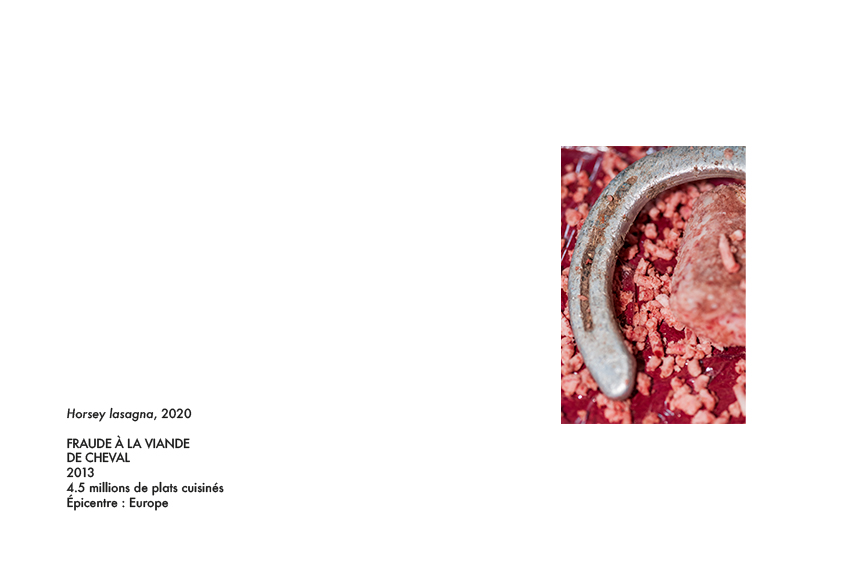 Horsey lasagna, 2020
FRAUDE À LA VIANDE
DE CHEVAL
2013
4.5 millions de plats cuisinés
Épicentre : Europe